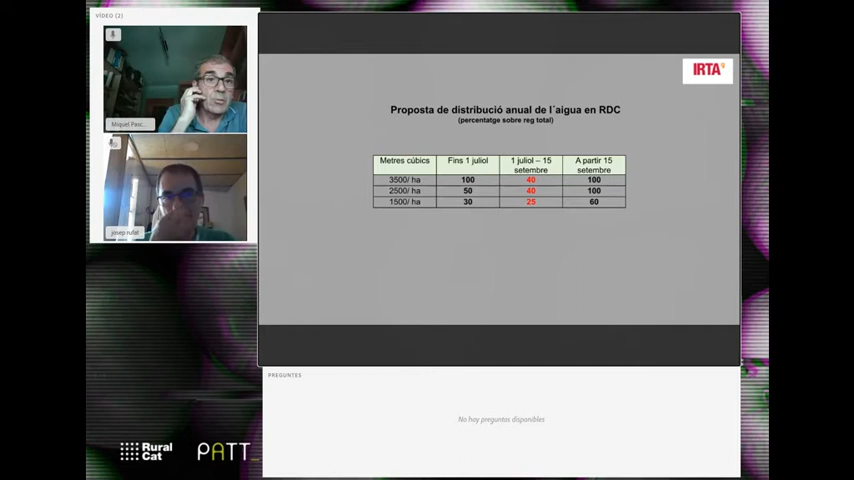 VÍDEO (2)
Miquel Pasc...
josep rufat
IRTA
Proposta de distribució anual de l´aigua en RDC
(percentatge sobre reg total)
Metres cúbics Fins 1 juliol 1 juliol – 15 setembre A partir 15 setembre
3500/ ha 100 40 100
2500/ ha 50 40 100
1500/ ha 30 25 60
PREGUNTES
No hay preguntas disponibles
Rural
Cat
PATT_